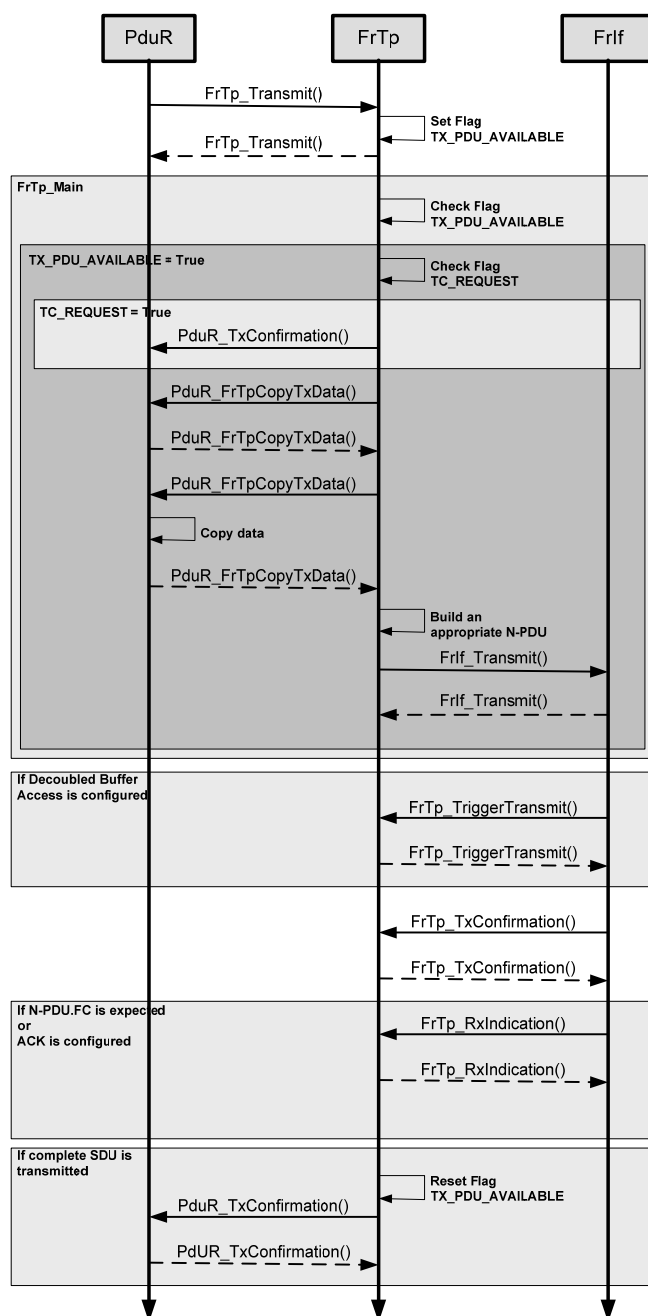 PduR
FrTp
FrIf
FrTp_Transmit()
Set Flag
TX_PDU_AVAILABLE
FrTp_Transmit()
FrTp_Main
Check Flag
TX_PDU_AVAILABLE
TX_PDU_AVAILABLE = True
Check Flag
TC_REQUEST
TC_REQUEST = True
PduR_TxConfirmation()
PduR_FrTpCopyTxData()
PduR_FrTpCopyTxData()
PduR_FrTpCopyTxData()
Copy data
PduR_FrTpCopyTxData()
Build an
appropriate N-PDU
FrIf_Transmit()
FrIf_Transmit()
If Decoubled Buffer
Access is configured
FrTp_TriggerTransmit()
FrTp_TriggerTransmit()
FrTp_TxConfirmation()
FrTp_TxConfirmation()
If N-PDU.FC is expected
or
ACK is configured
FrTp_RxIndication()
FrTp_RxIndication()
If complete SDU is
transmitted
Reset Flag
TX_PDU_AVAILABLE
PduR_TxConfirmation()
PdUR_TxConfirmation()